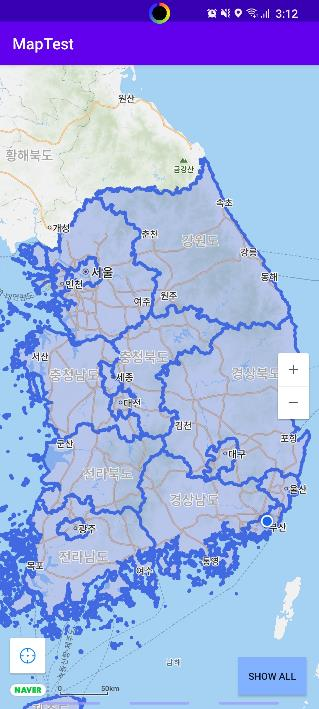 3:12
MapTest
원산
황해북도
금강산
속초
개성
춘천
강원도
강릉
서울
인천
동해
여주
원주
서산
충청북도
충청남도
세종
경상북도
+
대전
−
김천
포항
군산
대구
전라북도
울산
경상남도
부산
광주
전라남도
통영
목포
여수
남해
NAVER
0
50km
SHOW ALL